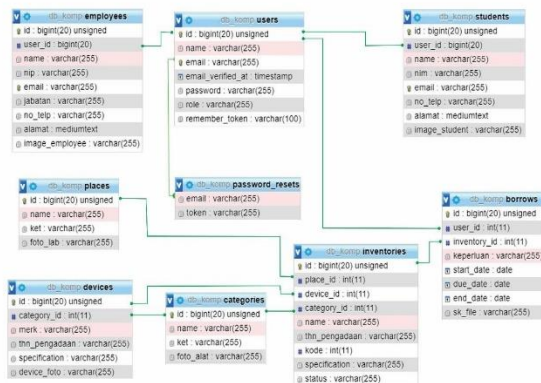 db_komp employees
id : bigint(20) unsigned
user_id : bigint(20)
name : varchar(255)
nip : varchar(255)
email : varchar(255)
jabatan : varchar(255)
no_telp : varchar(255)
alamat : mediumtext
image_employee : varchar(255)
db_komp users
id : bigint(20) unsigned
name : varchar(255)
email : varchar(255)
email_verified_at : timestamp
password : varchar(255)
role : varchar(255)
remember_token : varchar(100)
db_komp students
id : bigint(20) unsigned
user_id : bigint(20)
name : varchar(255)
nim : varchar(255)
email : varchar(255)
no_telp : varchar(255)
alamat : mediumtext
image_student : varchar(255)
db_komp places
id : bigint(20) unsigned
name : varchar(255)
ket : varchar(255)
foto_lab : varchar(255)
db_komp password_resets
email : varchar(255)
token : varchar(255)
db_komp borrows
id : bigint(20) unsigned
user_id : int(11)
inventory_id : int(11)
keperluan : varchar(255)
start_date : date
due_date : date
end_date : date
sk_file : varchar(255)
db_komp devices
id : bigint(20) unsigned
category_id : int(11)
merk : varchar(255)
thn_pengadaan : varchar(255)
specification : varchar(255)
device_foto : varchar(255)
db_komp categories
id : bigint(20) unsigned
name : varchar(255)
ket : varchar(255)
foto_alat : varchar(255)
db_komp inventories
id : bigint(20) unsigned
place_id : int(11)
device_id : int(11)
category_id : int(11)
name : varchar(255)
thn_pengadaan : varchar(255)
kode : int(11)
specification : varchar(255)
status : varchar(255)